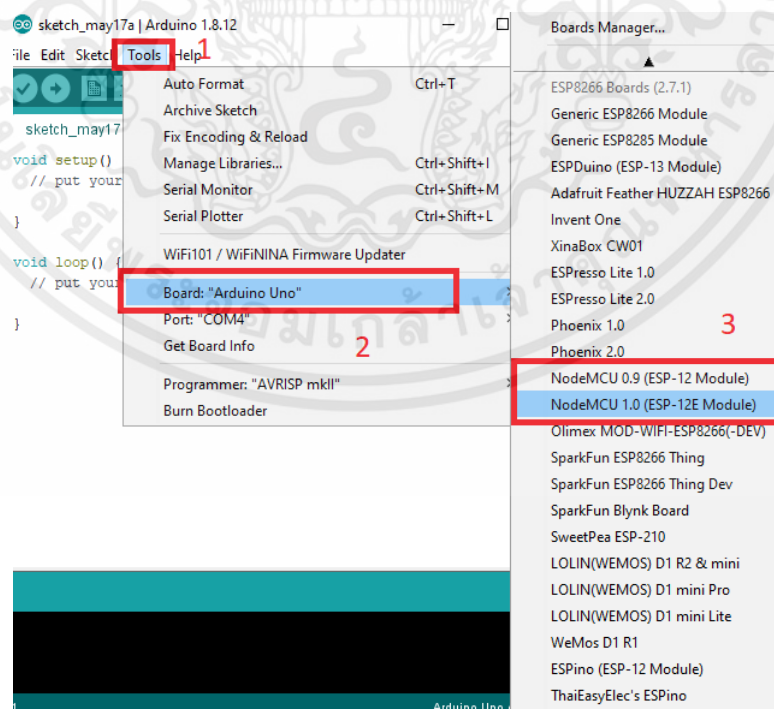 sketch_may17a | Arduino 1.8.12
File Edit Sketch Tools Help
1
sketch_may17
void setup()
// put your
}
void loop() {
// put your
}
Auto Format Ctrl+T
Archive Sketch
Fix Encoding & Reload
Manage Libraries... Ctrl+Shift+I
Serial Monitor Ctrl+Shift+M
Serial Plotter Ctrl+Shift+L
WiFi101 / WiFiNINA Firmware Updater
Board: "Arduino Uno"
Port: "COM4"
Get Board Info
2
Programmer: "AVRISP mkII"
Burn Bootloader
Boards Manager...
ESP8266 Boards (2.7.1)
Generic ESP8266 Module
Generic ESP8285 Module
ESPDuino (ESP-13 Module)
Adafruit Feather HUZZAH ESP8266
Invent One
XinaBox CW01
ESPresso Lite 1.0
ESPresso Lite 2.0
Phoenix 1.0
3
Phoenix 2.0
NodeMCU 0.9 (ESP-12 Module)
NodeMCU 1.0 (ESP-12E Module)
Olimex MOD-WIFI-ESP8266(-DEV)
SparkFun ESP8266 Thing
SparkFun ESP8266 Thing Dev
SparkFun Blynk Board
SweetPea ESP-210
LOLIN(WEMOS) D1 R2 & mini
LOLIN(WEMOS) D1 mini Pro
LOLIN(WEMOS) D1 mini Lite
WeMos D1 R1
ESPino (ESP-12 Module)
ThaiEasyElec's ESPino
1
Arduino Uno